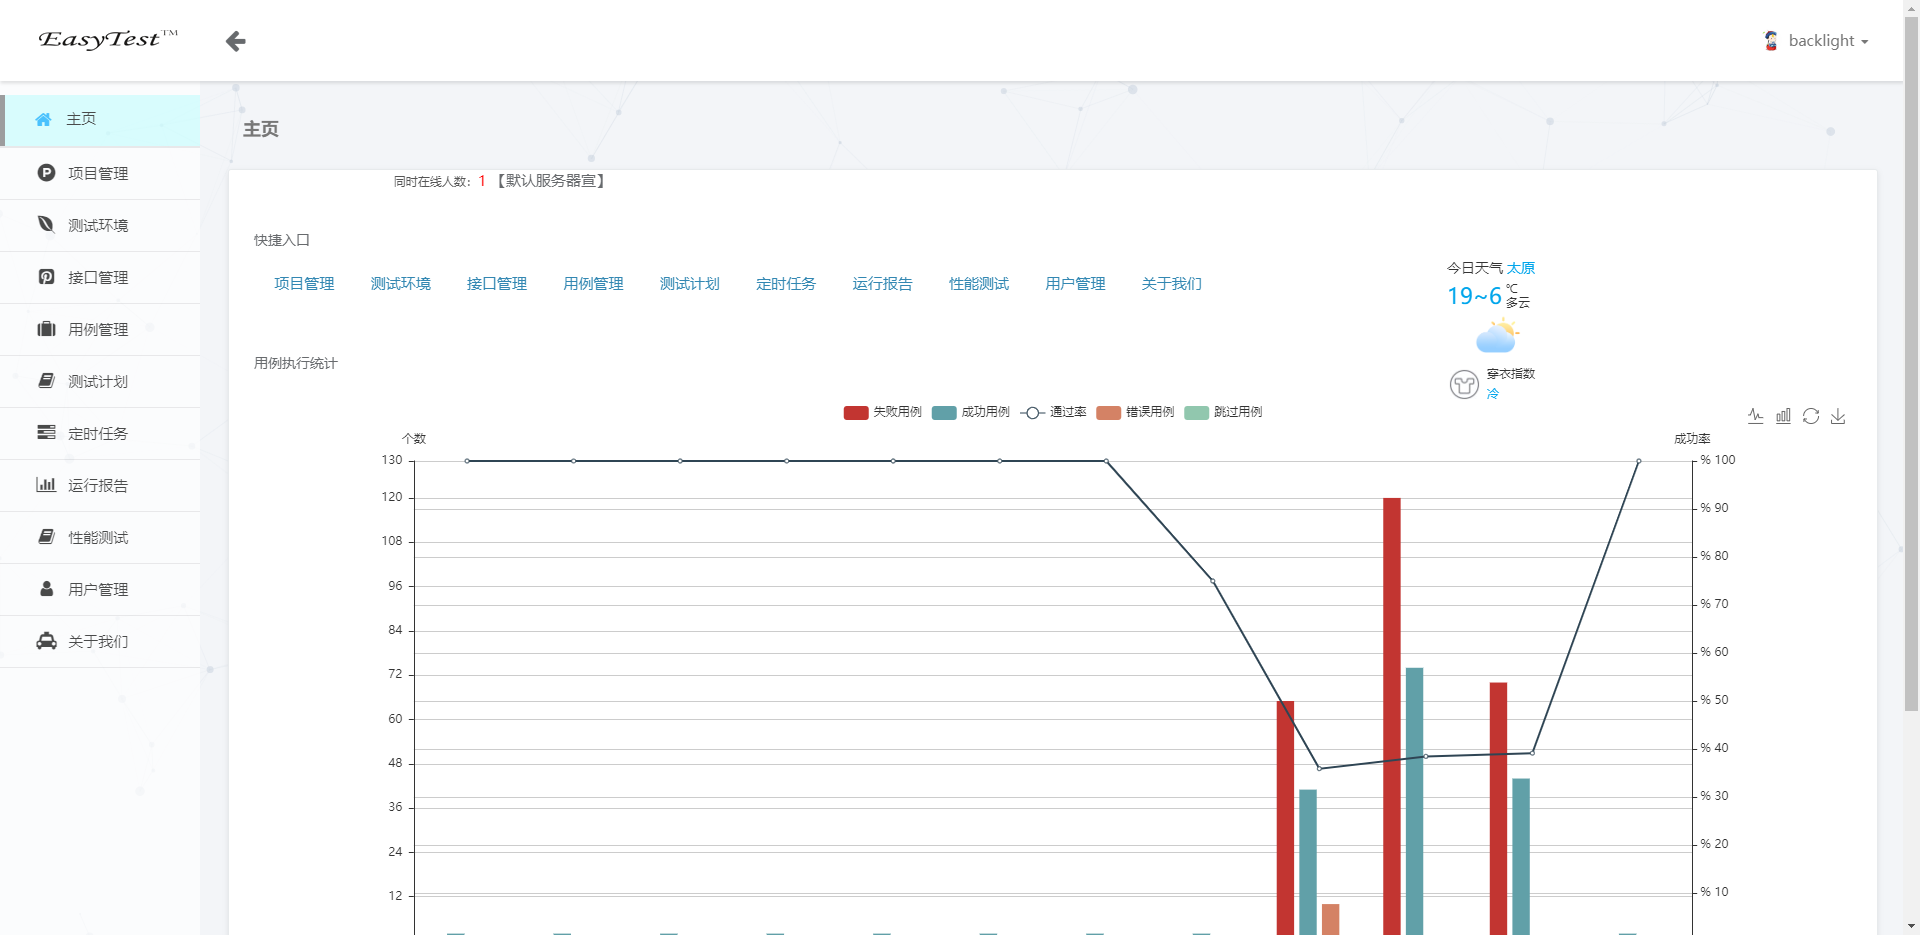 EasyTest™
backlight
主页
项目管理
测试环境
接口管理
用例管理
测试计划
定时任务
运行报告
性能测试
用户管理
关于我们
主页
同时在线人数：1 【默认服务器宣】
快捷入口
项目管理 测试环境 接口管理 用例管理 测试计划 定时任务 运行报告 性能测试 用户管理 关于我们
今日天气 太原
19~6 ℃
多云
穿衣指数
冷
用例执行统计
失败用例 成功用例 通过率 错误用例 跳过用例
个数
130
120
108
96
84
72
60
48
36
24
12
成功率
% 100
% 90
% 80
% 70
% 60
% 50
% 40
% 30
% 20
% 10